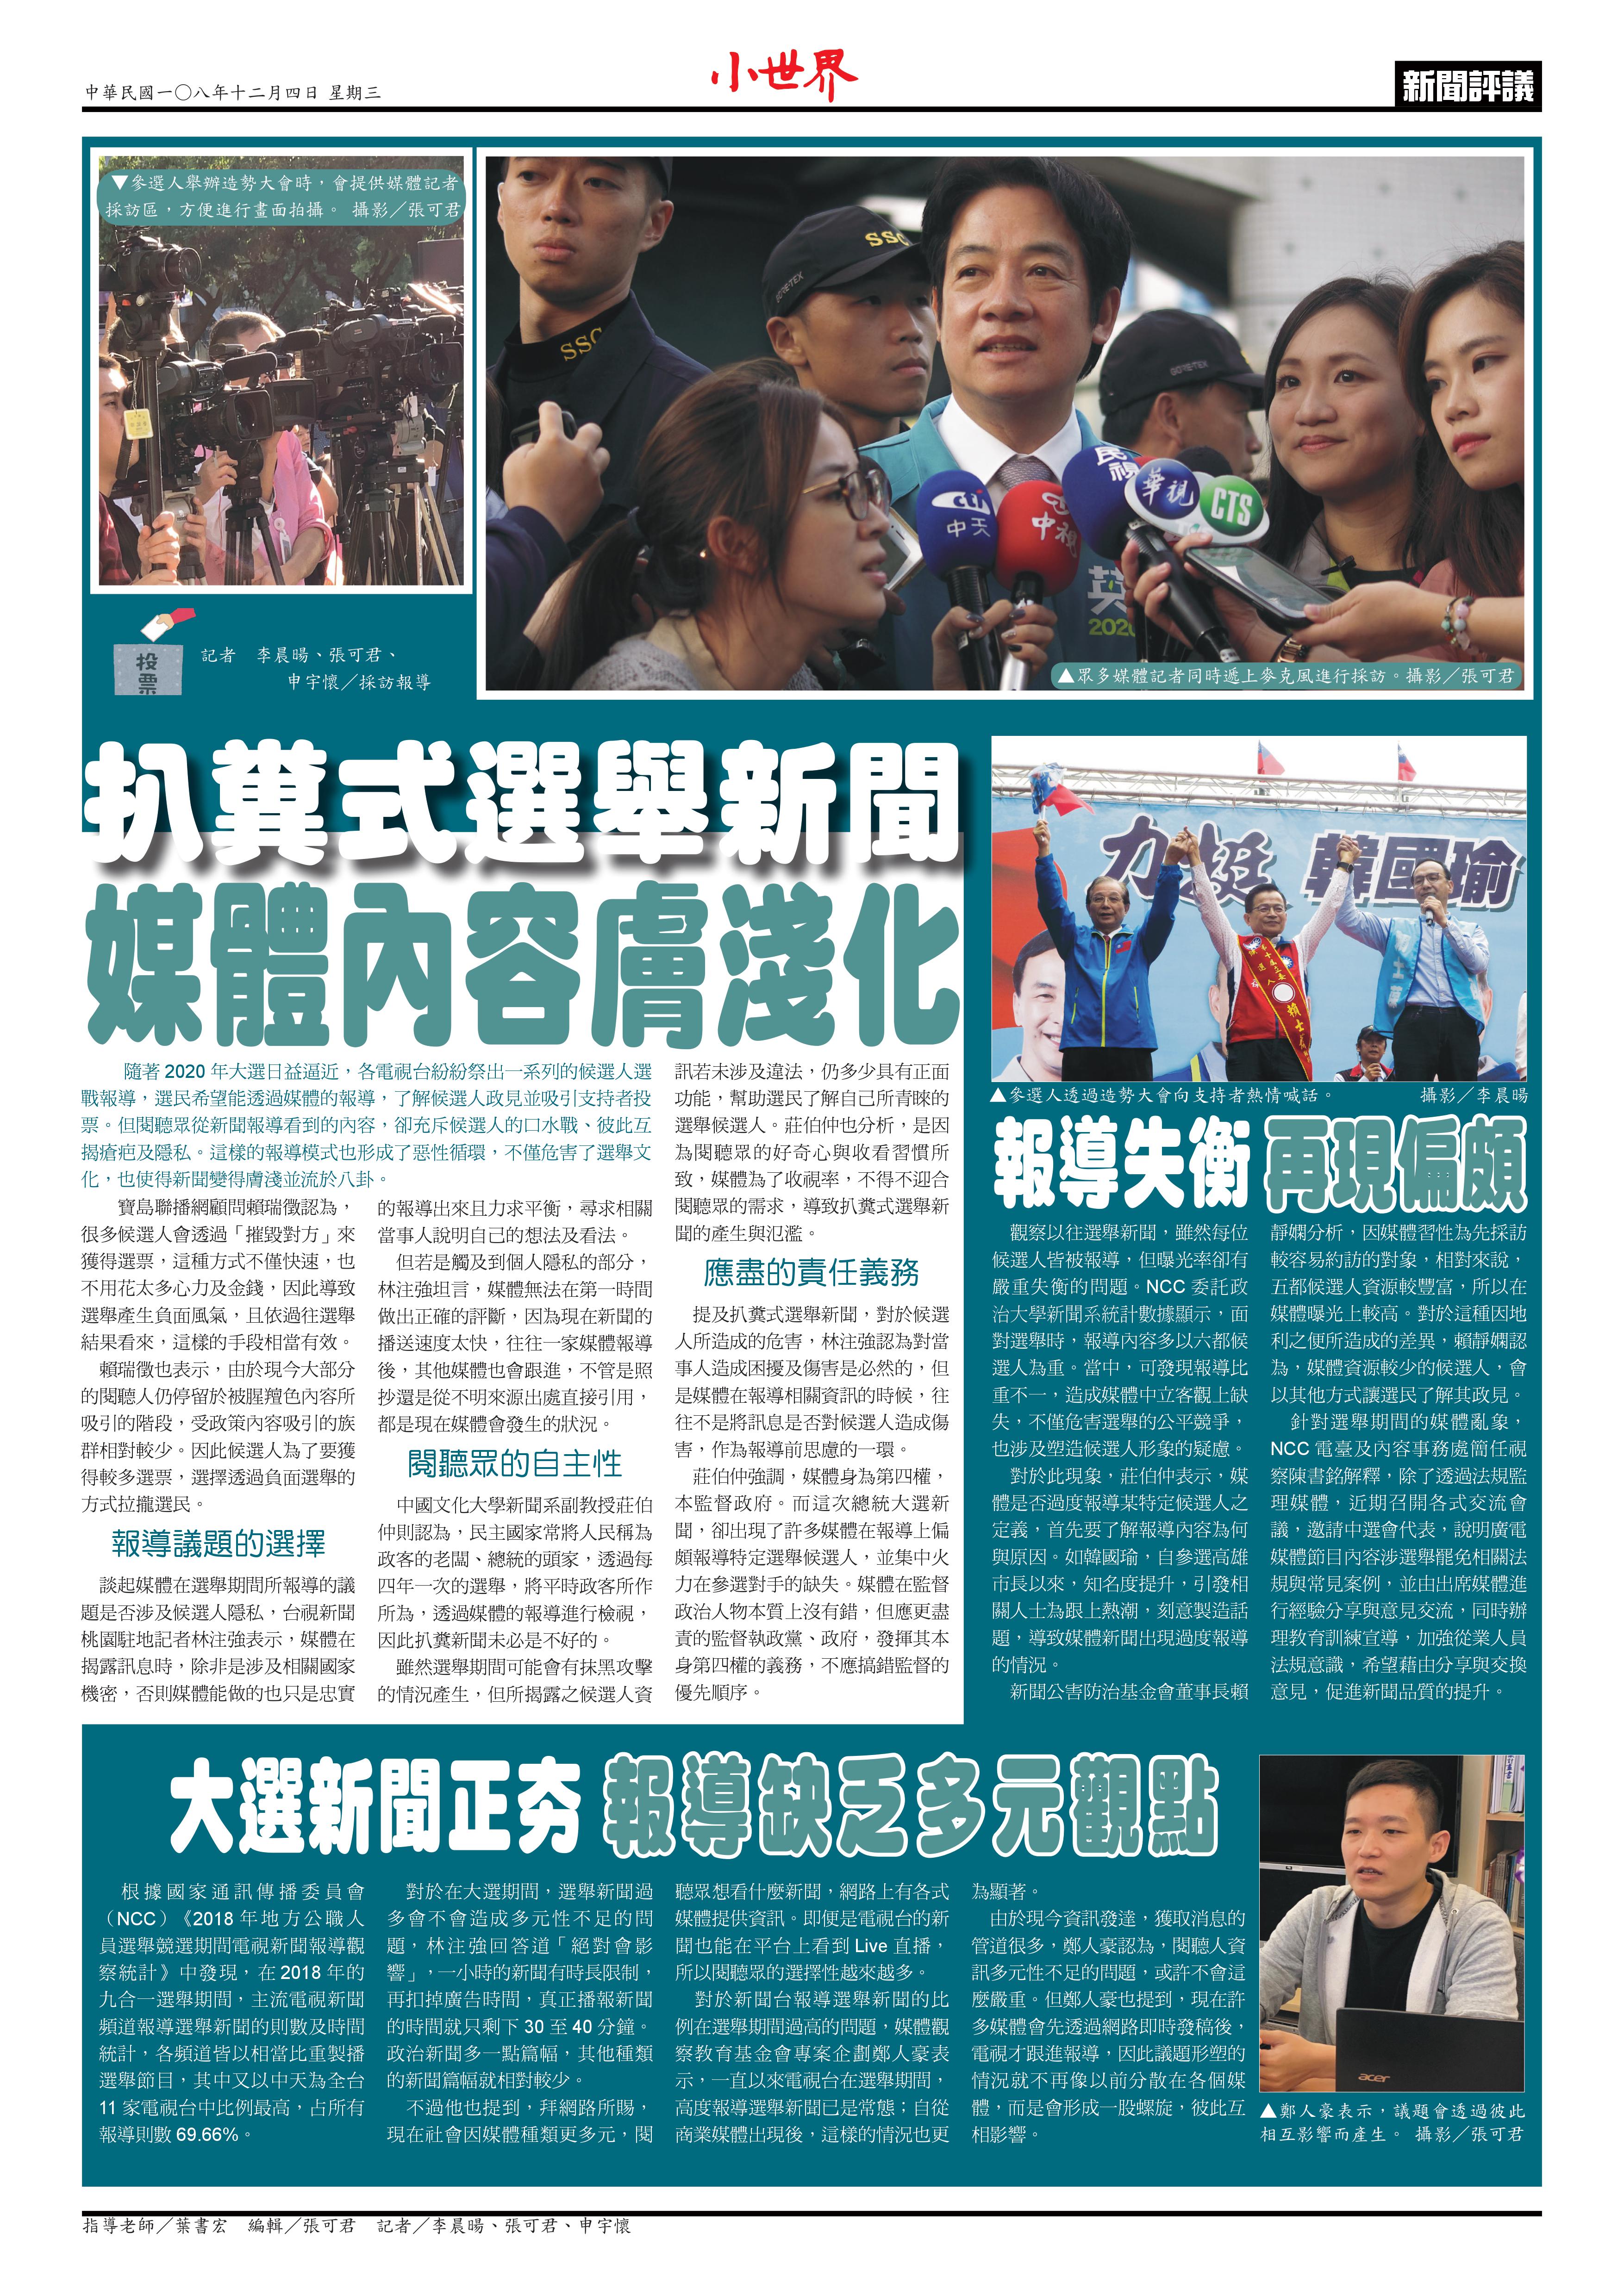 中華民國一○八年十二月四日 星期三
小世界
新聞評議
▼參選人舉辦造勢大會時，會提供媒體記者
採訪區，方便進行畫面拍攝。 攝影／張可君
SSC
SSC
GORE-TEX
GORE-TEX
中天
中視
民視
華視
CTS
英
2020
▲眾多媒體記者同時遞上麥克風進行採訪。攝影／張可君
投票
記者 李晨暘、張可君、
申宇懷／採訪報導
扒糞式選舉新聞
媒體內容膚淺化
隨著 2020 年大選日益逼近，各電視台紛紛祭出一系列的候選人選
戰報導，選民希望能透過媒體的報導，了解候選人政見並吸引支持者投
票。但閱聽眾從新聞報導看到的內容，卻充斥候選人的口水戰、彼此互
揭瘡疤及隱私。這樣的報導模式也形成了惡性循環，不僅危害了選舉文
化，也使得新聞變得膚淺並流於八卦。
寶島聯播網顧問賴瑞徵認為，
很多候選人會透過「摧毀對方」來
獲得選票，這種方式不僅快速，也
不用花太多心力及金錢，因此導致
選舉產生負面風氣，且依過往選舉
結果看來，這樣的手段相當有效。
賴瑞徵也表示，由於現今大部分
的閱聽人仍停留於被腥羶色內容所
吸引的階段，受政策內容吸引的族
群相對較少。因此候選人為了要獲
得較多選票，選擇透過負面選舉的
方式拉攏選民。
報導議題的選擇
談起媒體在選舉期間所報導的議
題是否涉及候選人隱私，台視新聞
桃園駐地記者林注強表示，媒體在
揭露訊息時，除非是涉及相關國家
機密，否則媒體能做的也只是忠實
的報導出來且力求平衡，尋求相關
當事人說明自己的想法及看法。
但若是觸及到個人隱私的部分，
林注強坦言，媒體無法在第一時間
做出正確的評斷，因為現在新聞的
播送速度太快，往往一家媒體報導
後，其他媒體也會跟進，不管是照
抄還是從不明來源出處直接引用，
都是現在媒體會發生的狀況。
閱聽眾的自主性
中國文化大學新聞系副教授莊伯
仲則認為，民主國家常將人民稱為
政客的老闆、總統的頭家，透過每
四年一次的選舉，將平時政客所作
所為，透過媒體的報導進行檢視，
因此扒糞新聞未必是不好的。
雖然選舉期間可能會有抹黑攻擊
的情況產生，但所揭露之候選人資
訊若未涉及違法，仍多少具有正面
功能，幫助選民了解自己所青睞的
選舉候選人。莊伯仲也分析，是因
為閱聽眾的好奇心與收看習慣所
致，媒體為了收視率，不得不迎合
閱聽眾的需求，導致扒糞式選舉新
聞的產生與氾濫。
應盡的責任義務
提及扒糞式選舉新聞，對於候選
人所造成的危害，林注強認為對當
事人造成困擾及傷害是必然的，但
是媒體在報導相關資訊的時候，往
往不是將訊息是否對候選人造成傷
害，作為報導前思慮的一環。
莊伯仲強調，媒體身為第四權，
本監督政府。而這次總統大選新
聞，卻出現了許多媒體在報導上偏
頗報導特定選舉候選人，並集中火
力在參選對手的缺失。媒體在監督
政治人物本質上沒有錯，但應更盡
責的監督執政黨、政府，發揮其本
身第四權的義務，不應搞錯監督的
優先順序。
力挺 韓國瑜
賴士葆
▲參選人透過造勢大會向支持者熱情喊話。 攝影／李晨暘
報導失衡 再現偏頗
觀察以往選舉新聞，雖然每位
候選人皆被報導，但曝光率卻有
嚴重失衡的問題。NCC 委託政
治大學新聞系統計數據顯示，面
對選舉時，報導內容多以六都候
選人為重。當中，可發現報導比
重不一，造成媒體中立客觀上缺
失，不僅危害選舉的公平競爭，
也涉及塑造候選人形象的疑慮。
對於此現象，莊伯仲表示，媒
體是否過度報導某特定候選人之
定義，首先要了解報導內容為何
與原因。如韓國瑜，自參選高雄
市長以來，知名度提升，引發相
關人士為跟上熱潮，刻意製造話
題，導致媒體新聞出現過度報導
的情況。
新聞公害防治基金會董事長賴
靜嫻分析，因媒體習性為先採訪
較容易約訪的對象，相對來說，
五都候選人資源較豐富，所以在
媒體曝光上較高。對於這種因地
利之便所造成的差異，賴靜嫻認
為，媒體資源較少的候選人，會
以其他方式讓選民了解其政見。
針對選舉期間的媒體亂象，
NCC 電臺及內容事務處簡任視
察陳書銘解釋，除了透過法規監
理媒體，近期召開各式交流會
議，邀請中選會代表，說明廣電
媒體節目內容涉選舉罷免相關法
規與常見案例，並由出席媒體進
行經驗分享與意見交流，同時辦
理教育訓練宣導，加強從業人員
法規意識，希望藉由分享與交換
意見，促進新聞品質的提升。
大選新聞正夯 報導缺乏多元觀點
根據國家通訊傳播委員會
（NCC）《2018 年地方公職人
員選舉競選期間電視新聞報導觀
察統計》中發現，在 2018 年的
九合一選舉期間，主流電視新聞
頻道報導選舉新聞的則數及時間
統計，各頻道皆以相當比重製播
選舉節目，其中又以中天為全台
11 家電視台中比例最高，占所有
報導則數 69.66%。
對於在大選期間，選舉新聞過
多會不會造成多元性不足的問
題，林注強回答道「絕對會影
響」，一小時的新聞有時長限制，
再扣掉廣告時間，真正播報新聞
的時間就只剩下 30 至 40 分鐘。
政治新聞多一點篇幅，其他種類
的新聞篇幅就相對較少。
不過他也提到，拜網路所賜，
現在社會因媒體種類更多元，閱
聽眾想看什麼新聞，網路上有各式
媒體提供資訊。即便是電視台的新
聞也能在平台上看到 Live 直播，
所以閱聽眾的選擇性越來越多。
對於新聞台報導選舉新聞的比
例在選舉期間過高的問題，媒體觀
察教育基金會專案企劃鄭人豪表
示，一直以來電視台在選舉期間，
高度報導選舉新聞已是常態；自從
商業媒體出現後，這樣的情況也更
為顯著。
由於現今資訊發達，獲取消息的
管道很多，鄭人豪認為，閱聽人資
訊多元性不足的問題，或許不會這
麼嚴重。但鄭人豪也提到，現在許
多媒體會先透過網路即時發稿後，
電視才跟進報導，因此議題形塑的
情況就不再像以前分散在各個媒
體，而是會形成一股螺旋，彼此互
相影響。
acer
▲鄭人豪表示，議題會透過彼此
相互影響而產生。 攝影／張可君
指導老師／葉書宏 編輯／張可君 記者／李晨暘、張可君、申宇懷